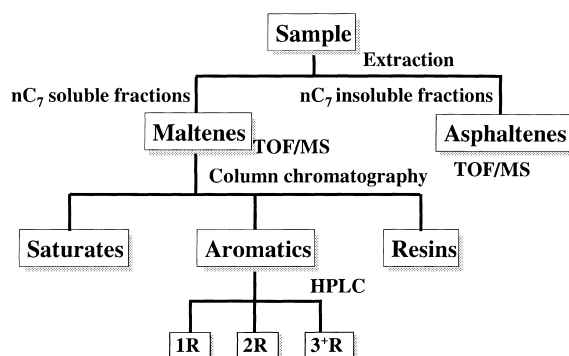 Sample
Extraction
nC₇ soluble fractions
nC₇ insoluble fractions
Maltenes
Asphaltenes
TOF/MS
TOF/MS
Column chromatography
Saturates
Aromatics
Resins
HPLC
1R
2R
3⁺R